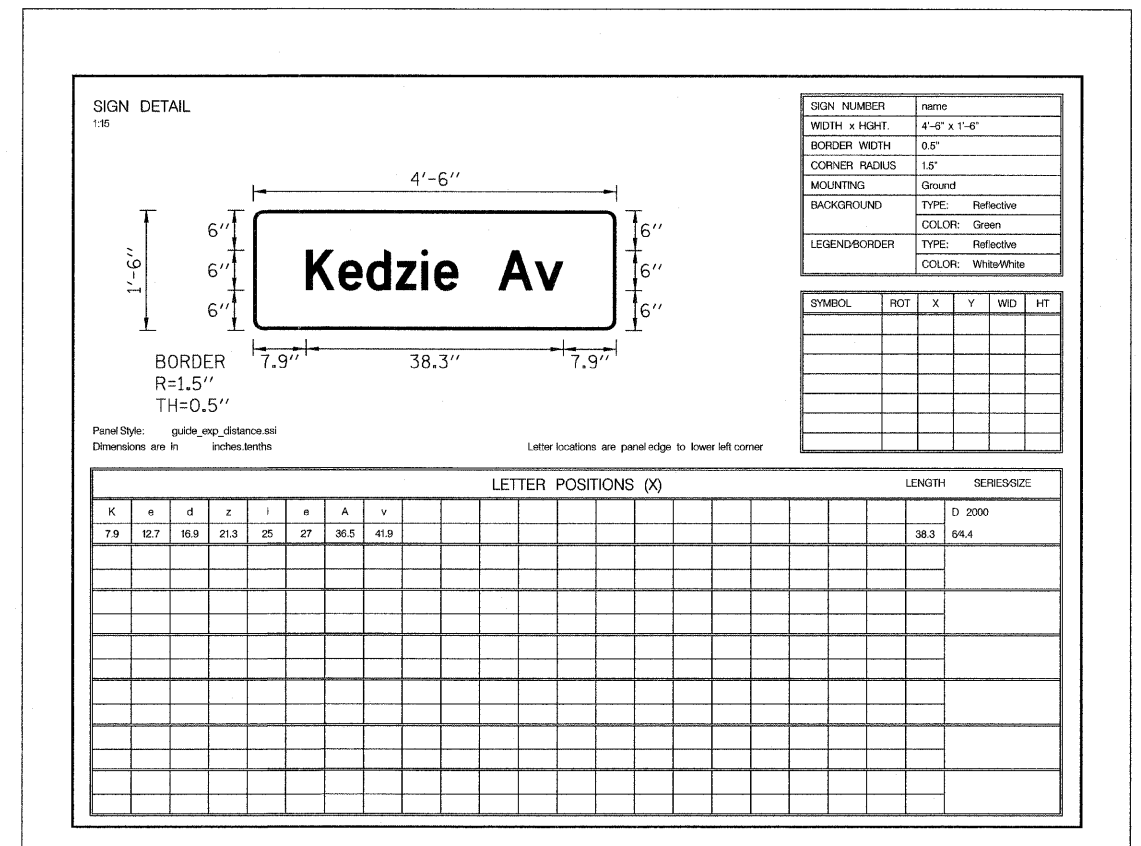 SIGN DETAIL
1:15
4'-6''
1'-6''
6''
6''
6''
Kedzie Av
6''
6''
6''
7.9''
38.3''
7.9''
BORDER
R=1.5''
TH=0.5''
Panel Style: guide_exp_distance.ssi
Dimensions are in inches.tenths
Letter locations are panel edge to lower left corner
SIGN NUMBER name
WIDTH x HGHT. 4'-6" x 1'-6"
BORDER WIDTH 0.5"
CORNER RADIUS 1.5"
MOUNTING Ground
BACKGROUND TYPE: Reflective
COLOR: Green
LEGEND/BORDER TYPE: Reflective
COLOR: White/White
SYMBOL ROT X Y WID HT
LETTER POSITIONS (X) LENGTH SERIES/SIZE
K e d z i e A v D 2000
7.9 12.7 16.9 21.3 25 27 36.5 41.9 38.3 6/4.4